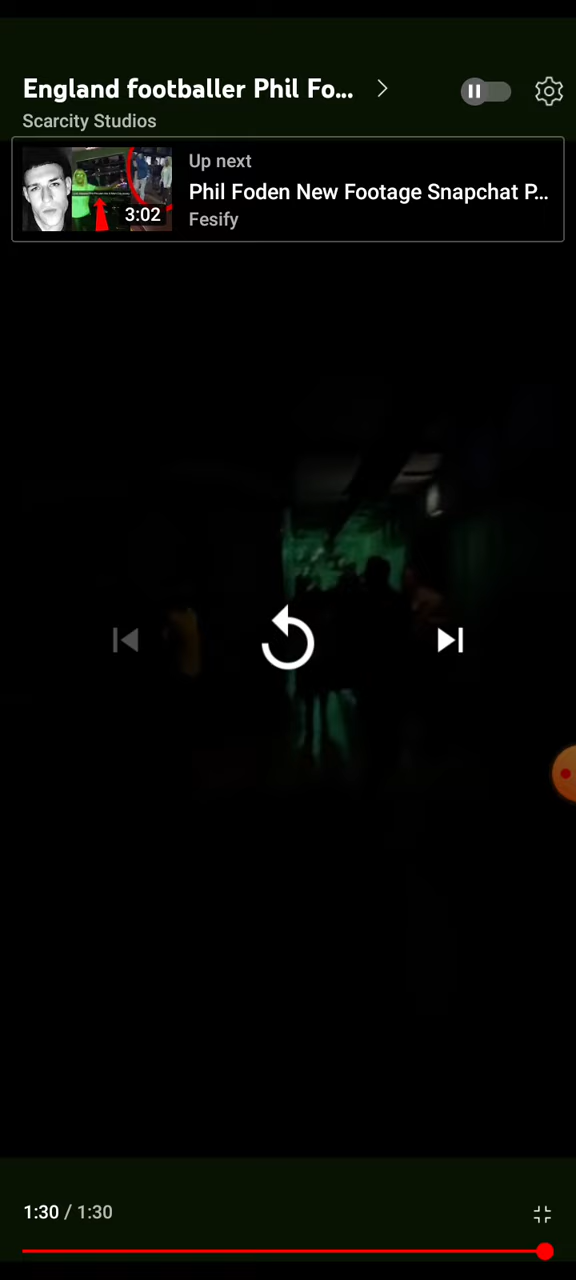 England footballer Phil Fo...
Scarcity Studios
Up next
Phil Foden New Footage Snapchat P...
Fesify
3:02
1:30 / 1:30